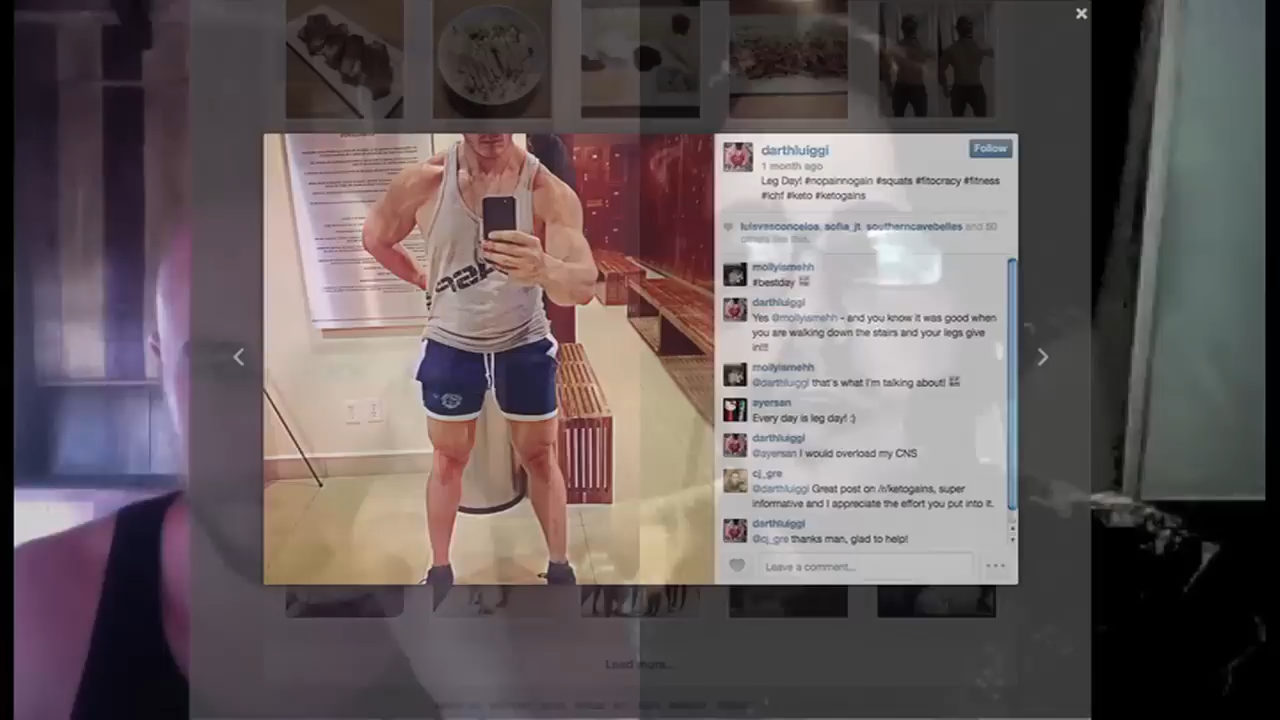 darthluiggi
Follow
1 month ago
Leg Day! #nopainnogain #squats #fitocracy #fitness
#lchf #keto #ketogains
luisvasconcelos, sofia_jt, southerncavebelles and 50
others like this.
mollyismehh
#bestday
darthluiggi
Yes @mollyismehh - and you know it was good when
you are walking down the stairs and your legs give
in!!!
mollyismehh
@darthluiggi that's what I'm talking about!
ayersan
Every day is leg day! :)
darthluiggi
@ayersan I would overload my CNS
cj_gre
@darthluiggi Great post on /r/ketogains, super
informative and I appreciate the effort you put into it.
darthluiggi
@cj_gre thanks man, glad to help!
Leave a comment...
Load more...